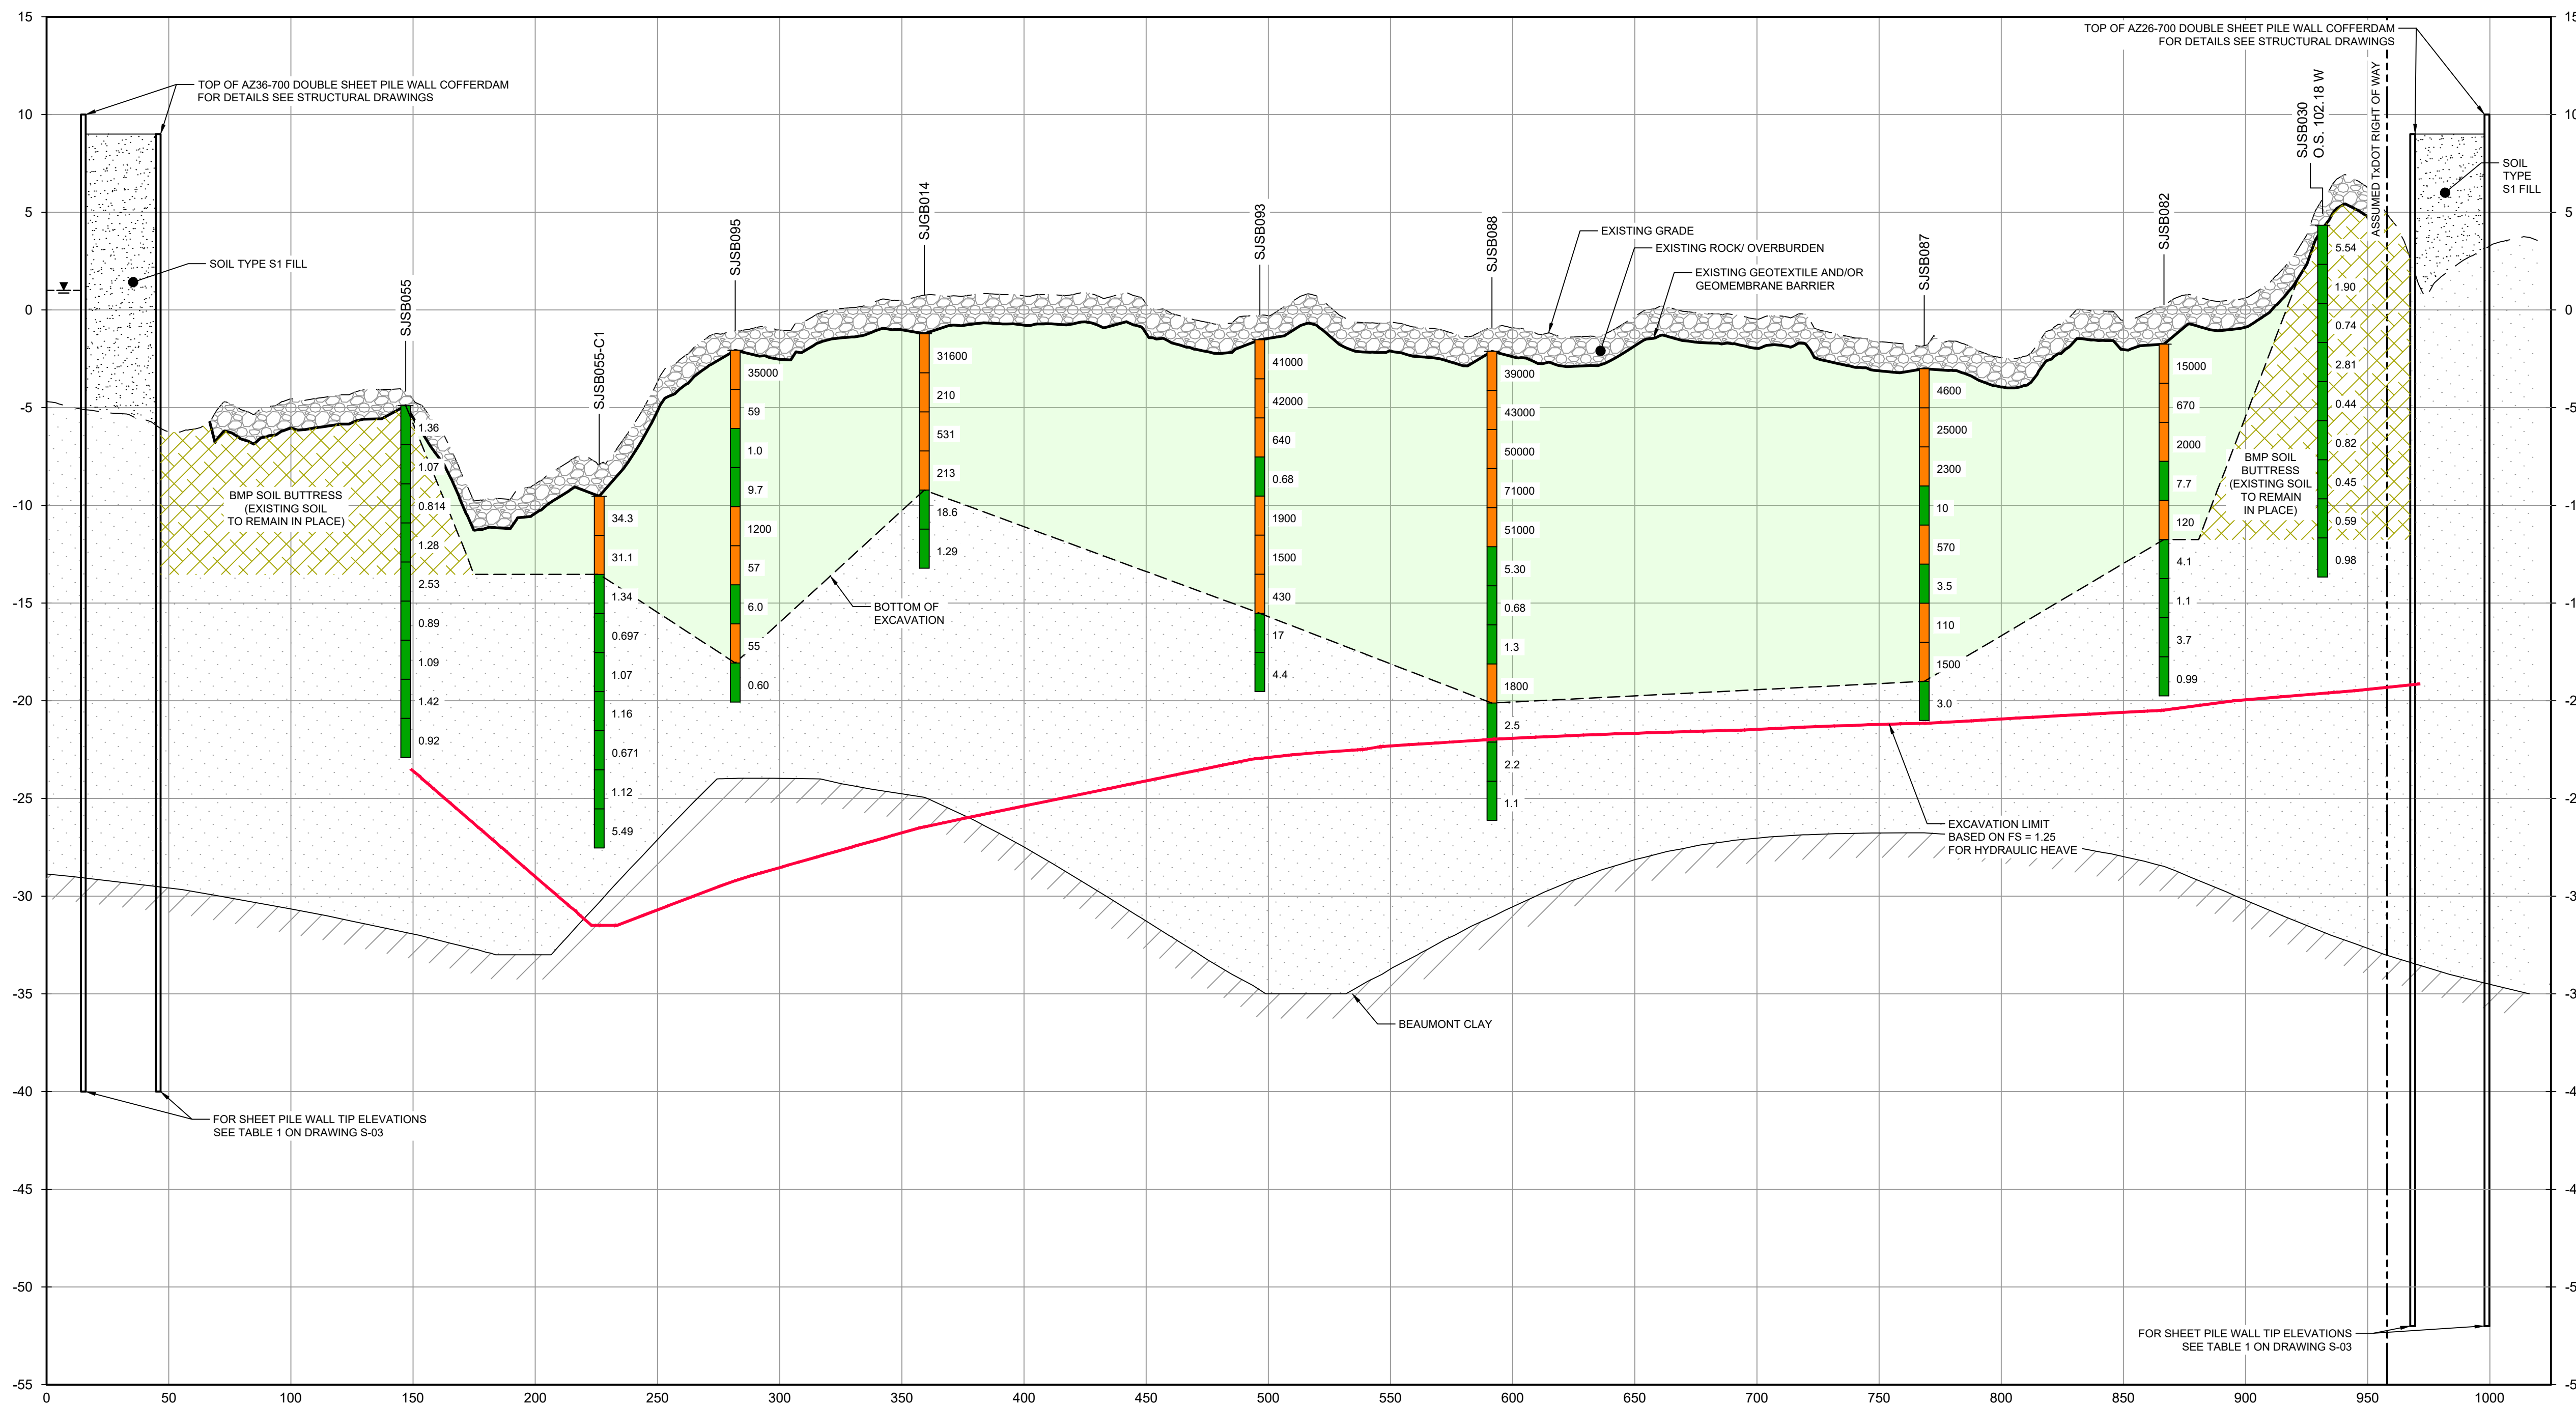 TOP OF AZ36-700 DOUBLE SHEET PILE WALL COFFERDAM
FOR DETAILS SEE STRUCTURAL DRAWINGS
TOP OF AZ26-700 DOUBLE SHEET PILE WALL COFFERDAM
FOR DETAILS SEE STRUCTURAL DRAWINGS
15
10
5
0
-5
-10
-15
-20
-25
-30
-35
-40
-45
-50
-55
SOIL TYPE S1 FILL
BMP SOIL BUTTRESS
(EXISTING SOIL
TO REMAIN IN PLACE)
SJSB055
1.36
1.07
0.814
1.28
2.53
0.89
1.09
1.42
0.92
SJSB055-C1
34.3
31.1
1.34
0.697
1.07
1.16
0.671
1.12
5.49
SJSB095
35000
59
1.0
9.7
1200
57
6.0
55
0.60
SJGB014
31600
210
531
213
18.6
1.29
BOTTOM OF
EXCAVATION
SJSB093
41000
42000
640
0.68
1900
1500
430
17
4.4
SJSB088
39000
43000
50000
71000
51000
5.30
0.68
1.3
1800
2.5
2.2
1.1
EXISTING GRADE
EXISTING ROCK/ OVERBURDEN
EXISTING GEOTEXTILE AND/OR
GEOMEMBRANE BARRIER
SJSB087
4600
25000
2300
10
570
3.5
110
1500
3.0
SJSB082
15000
670
2000
7.7
120
4.1
1.1
3.7
0.99
SJSB030
O.S. 102.18 W
5.54
1.90
0.74
2.81
0.44
0.82
0.45
0.59
0.98
ASSUMED TxDOT RIGHT OF WAY
BMP SOIL
BUTTRESS
(EXISTING SOIL
TO REMAIN
IN PLACE)
SOIL
TYPE
S1 FILL
EXCAVATION LIMIT
BASED ON FS = 1.25
FOR HYDRAULIC HEAVE
BEAUMONT CLAY
FOR SHEET PILE WALL TIP ELEVATIONS
SEE TABLE 1 ON DRAWING S-03
FOR SHEET PILE WALL TIP ELEVATIONS
SEE TABLE 1 ON DRAWING S-03
0
50
100
150
200
250
300
350
400
450
500
550
600
650
700
750
800
850
900
950
1000
5
0
-5